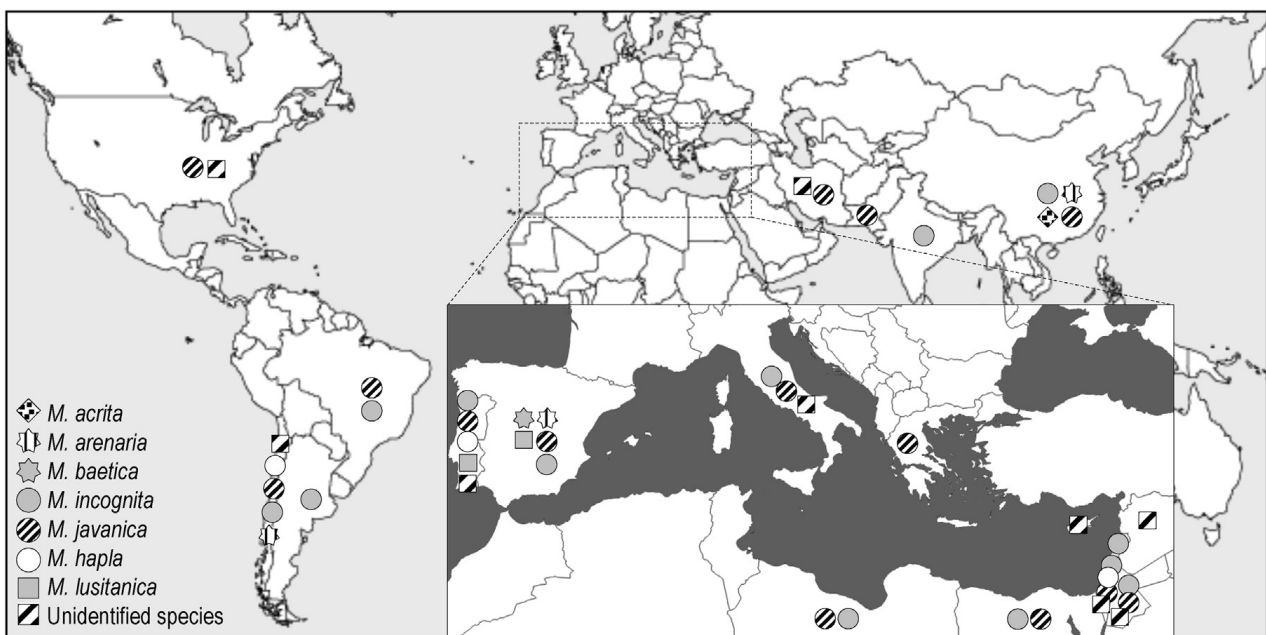 M. acrita
M. arenaria
M. baetica
M. incognita
M. javanica
M. hapla
M. lusitanica
Unidentified species